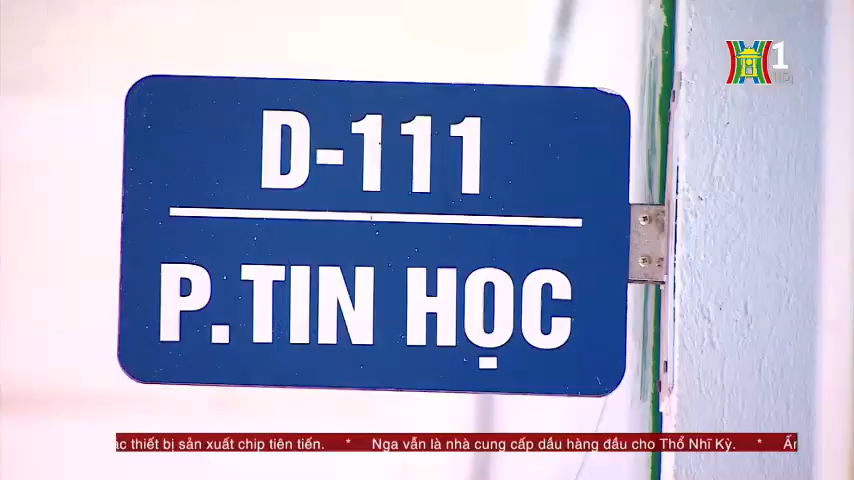 1
D-111
P.TIN HỌC
thiết bị sản xuất chip tiên tiến. * Nga vẫn là nhà cung cấp dầu hàng đầu cho Thổ Nhĩ Kỳ. *